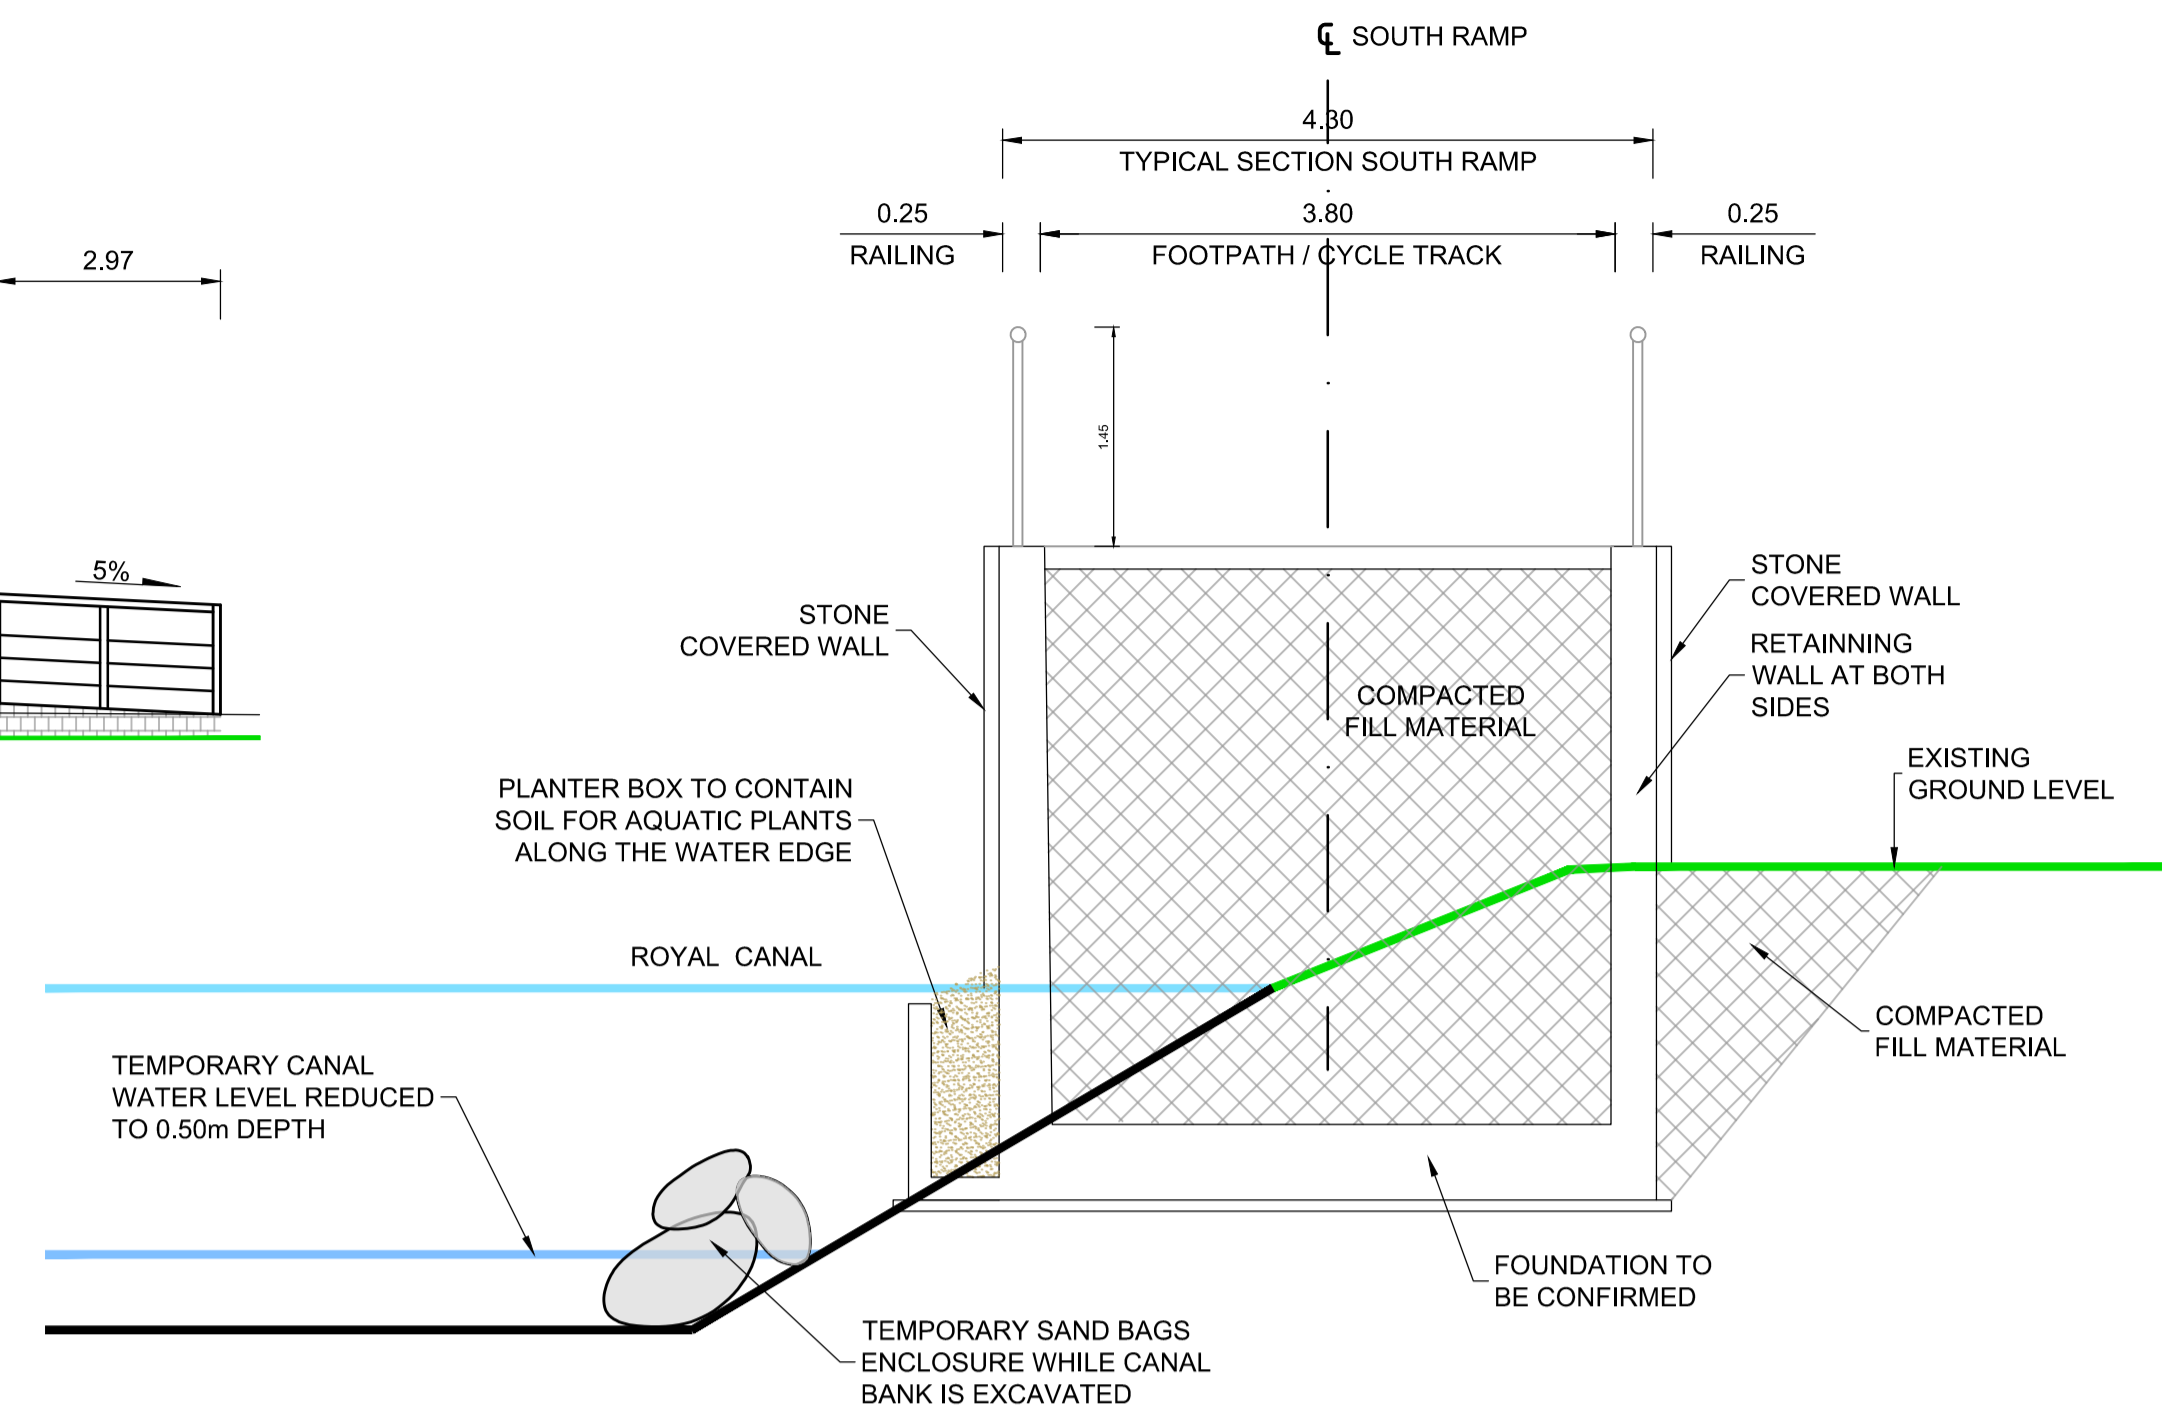 ℄ SOUTH RAMP
4.30
TYPICAL SECTION SOUTH RAMP
0.25
RAILING
3.80
FOOTPATH / CYCLE TRACK
0.25
RAILING
2.97
1.45
5%
STONE
COVERED WALL
STONE
COVERED WALL
RETAINNING
WALL AT BOTH
SIDES
COMPACTED
FILL MATERIAL
EXISTING
GROUND LEVEL
PLANTER BOX TO CONTAIN
SOIL FOR AQUATIC PLANTS
ALONG THE WATER EDGE
ROYAL CANAL
COMPACTED
FILL MATERIAL
TEMPORARY CANAL
WATER LEVEL REDUCED
TO 0.50m DEPTH
FOUNDATION TO
BE CONFIRMED
TEMPORARY SAND BAGS
ENCLOSURE WHILE CANAL
BANK IS EXCAVATED